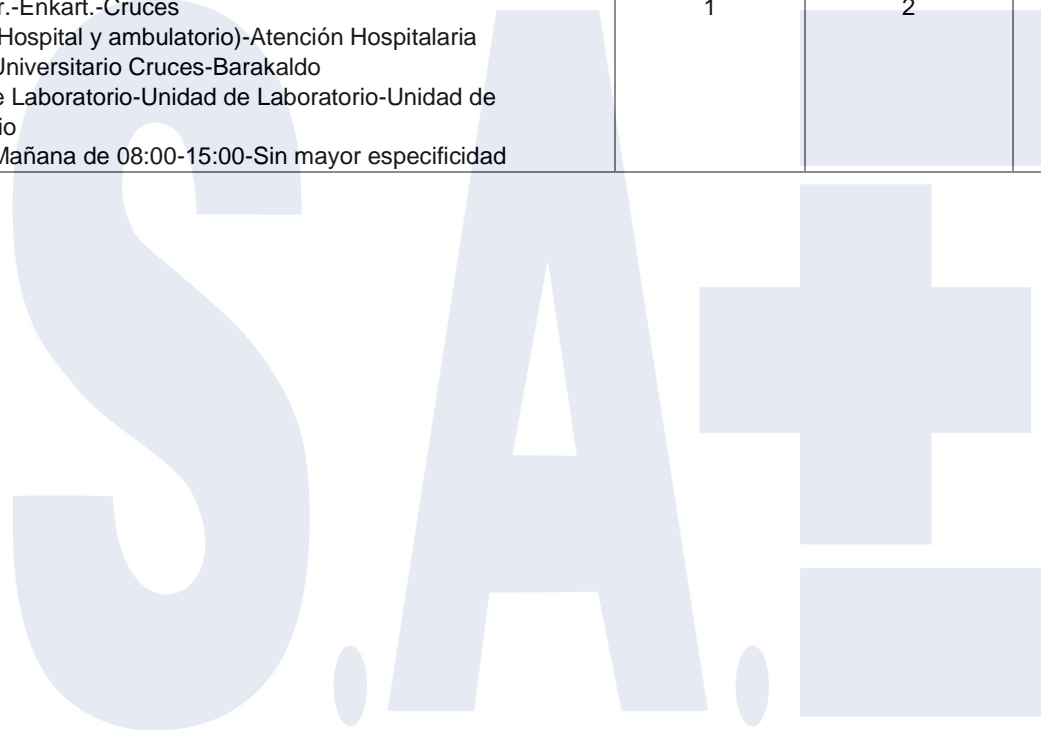 r.-Enkart.-Cruces 1 2
Hospital y ambulatorio)-Atención Hospitalaria
Universitario Cruces-Barakaldo
e Laboratorio-Unidad de Laboratorio-Unidad de
io
Mañana de 08:00-15:00-Sin mayor especificidad
S.A.